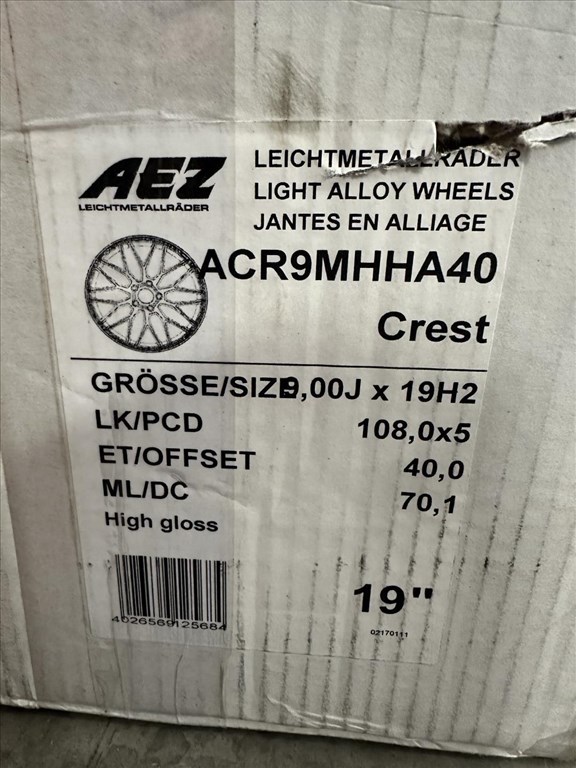 AEZ
LEICHTMETALLRÄDER
LEICHTMETALLRÄDER
LIGHT ALLOY WHEELS
JANTES EN ALLIAGE
ACR9MHHA40
Crest
GRÖSSE/SIZE 9,00J x 19H2
LK/PCD 108,0x5
ET/OFFSET 40,0
ML/DC 70,1
High gloss
4026569125684
19"
02170111